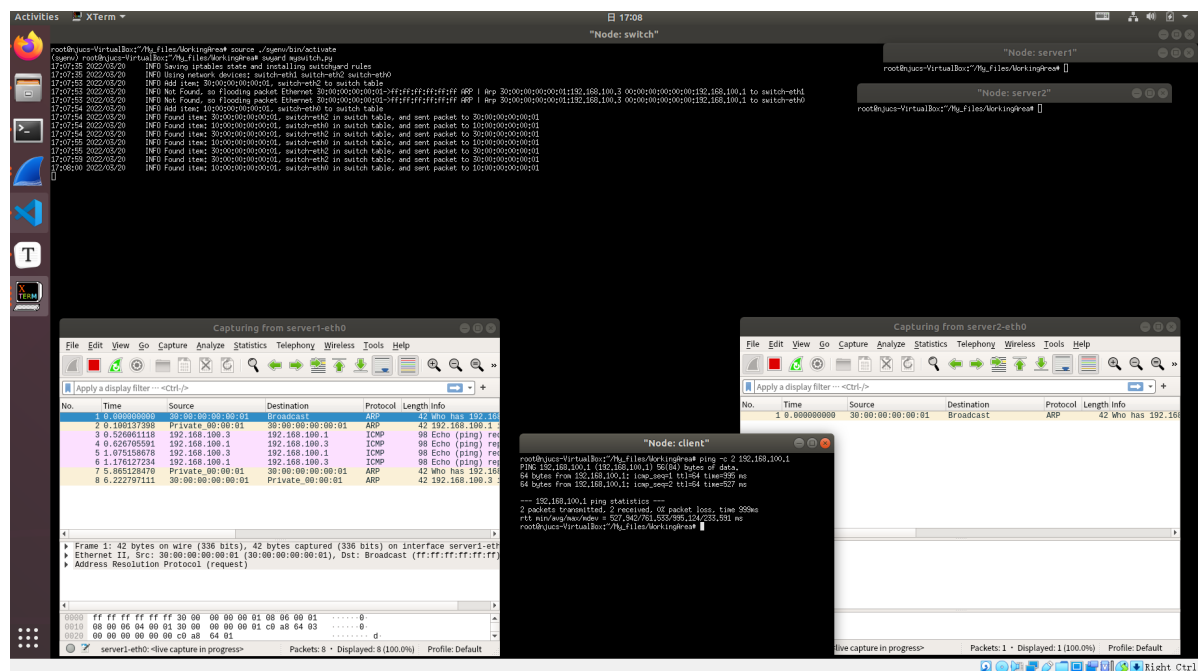 Activities XTerm 日 17:08
"Node: switch"
root@njucs-VirtualBox:~/My_files/WorkingArea# source ./syenv/bin/activate
(syenv) root@njucs-VirtualBox:~/My_files/WorkingArea# swyard myswitch.py
17:07:35 2022/03/20 INFO Saving iptables state and installing switchyard rules
17:07:35 2022/03/20 INFO Using network devices: switch-eth1 switch-eth2 switch-eth0
17:07:53 2022/03/20 INFO Add item: 30:00:00:00:00:01, switch-eth2 to switch table
17:07:53 2022/03/20 INFO Not Found, so flooding packet Ethernet 30:00:00:00:00:01->ff:ff:ff:ff:ff:ff ARP | Arp 30:00:00:00:00:01:192.168.100.3 00:00:00:00:00:00:192.168.100.1 to switch-eth1
17:07:53 2022/03/20 INFO Not Found, so flooding packet Ethernet 30:00:00:00:00:01->ff:ff:ff:ff:ff:ff ARP | Arp 30:00:00:00:00:01:192.168.100.3 00:00:00:00:00:00:192.168.100.1 to switch-eth0
17:07:53 2022/03/20 INFO Add item: 10:00:00:00:00:01, switch-eth0 to switch table
17:07:54 2022/03/20 INFO Found item: 30:00:00:00:00:01, switch-eth2 in switch table, and sent packet to 30:00:00:00:00:01
17:07:54 2022/03/20 INFO Found item: 10:00:00:00:00:01, switch-eth0 in switch table, and sent packet to 10:00:00:00:00:01
17:07:54 2022/03/20 INFO Found item: 30:00:00:00:00:01, switch-eth2 in switch table, and sent packet to 30:00:00:00:00:01
17:07:55 2022/03/20 INFO Found item: 10:00:00:00:00:01, switch-eth0 in switch table, and sent packet to 10:00:00:00:00:01
17:07:55 2022/03/20 INFO Found item: 30:00:00:00:00:01, switch-eth2 in switch table, and sent packet to 30:00:00:00:00:01
17:07:59 2022/03/20 INFO Found item: 30:00:00:00:00:01, switch-eth2 in switch table, and sent packet to 30:00:00:00:00:01
17:08:00 2022/03/20 INFO Found item: 10:00:00:00:00:01, switch-eth0 in switch table, and sent packet to 10:00:00:00:00:01
"Node: server1"
root@njucs-VirtualBox:~/My_files/WorkingArea#
"Node: server2"
root@njucs-VirtualBox:~/My_files/WorkingArea#
T
X TERM
Capturing from server1-eth0
File Edit View Go Capture Analyze Statistics Telephony Wireless Tools Help
Apply a display filter ... <Ctrl-/>
No. Time Source Destination Protocol Length Info
1 0.000000000 30:00:00:00:00:01 Broadcast ARP 42 Who has 192.168
2 0.100137398 Private_00:00:01 30:00:00:00:00:01 ARP 42 192.168.100.1
3 0.526061118 192.168.100.3 192.168.100.1 ICMP 98 Echo (ping) req
4 0.626705591 192.168.100.1 192.168.100.3 ICMP 98 Echo (ping) rep
5 1.075158678 192.168.100.3 192.168.100.1 ICMP 98 Echo (ping) req
6 1.176127234 192.168.100.1 192.168.100.3 ICMP 98 Echo (ping) rep
7 5.865128470 Private_00:00:01 30:00:00:00:00:01 ARP 42 Who has 192.168
8 6.222797111 30:00:00:00:00:01 Private_00:00:01 ARP 42 192.168.100.3
Frame 1: 42 bytes on wire (336 bits), 42 bytes captured (336 bits) on interface server1-eth
Ethernet II, Src: 30:00:00:00:00:01 (30:00:00:00:00:01), Dst: Broadcast (ff:ff:ff:ff:ff:ff)
Address Resolution Protocol (request)
0000 ff ff ff ff ff ff 30 00 00 00 00 01 08 06 00 01 ······0·
0010 08 00 06 04 00 01 30 00 00 00 00 01 c0 a8 64 03 ······0·
0020 00 00 00 00 00 00 c0 a8 64 01 ········ d·
server1-eth0: <live capture in progress> Packets: 8 · Displayed: 8 (100.0%) Profile: Default
"Node: client"
root@njucs-VirtualBox:~/My_files/WorkingArea# ping -c 2 192.168.100.1
PING 192.168.100.1 (192.168.100.1) 56(84) bytes of data.
64 bytes from 192.168.100.1: icmp_seq=1 ttl=64 time=995 ms
64 bytes from 192.168.100.1: icmp_seq=2 ttl=64 time=527 ms
--- 192.168.100.1 ping statistics ---
2 packets transmitted, 2 received, 0% packet loss, time 999ms
rtt min/avg/max/mdev = 527.942/761.533/995.124/233.591 ms
root@njucs-VirtualBox:~/My_files/WorkingArea#
Capturing from server2-eth0
File Edit View Go Capture Analyze Statistics Telephony Wireless Tools Help
Apply a display filter ... <Ctrl-/>
No. Time Source Destination Protocol Length Info
1 0.000000000 30:00:00:00:00:01 Broadcast ARP 42 Who has 192.168
live capture in progress> Packets: 1 · Displayed: 1 (100.0%) Profile: Default
Right Ctrl